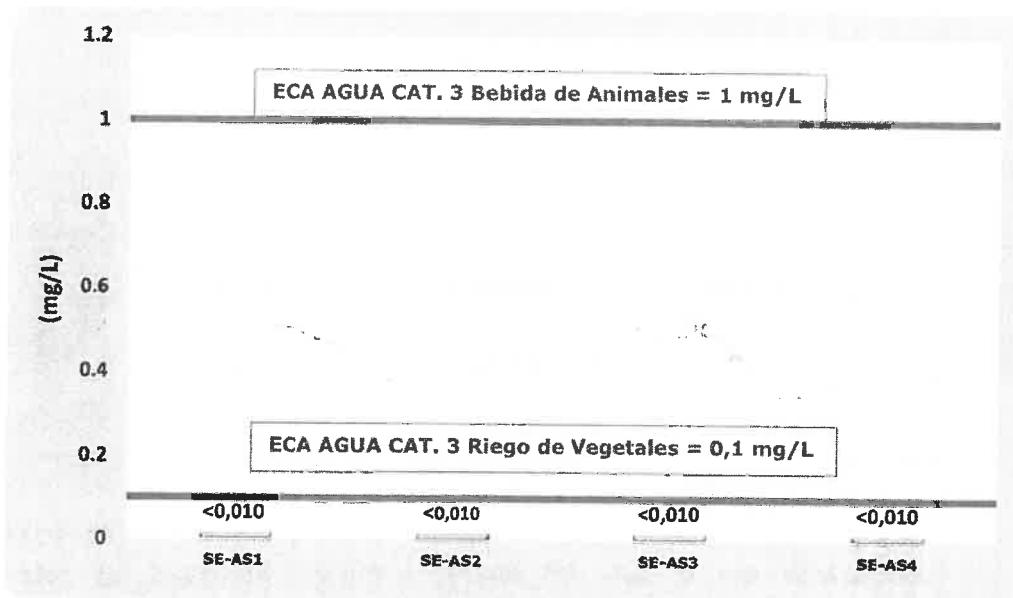 1.2
ECA AGUA CAT. 3 Bebida de Animales = 1 mg/L
1
0.8
(mg/L)
0.6
0.4
ECA AGUA CAT. 3 Riego de Vegetales = 0,1 mg/L
0.2
<0,010 <0,010 <0,010 <0,010
0
SE-AS1 SE-AS2 SE-AS3 SE-AS4